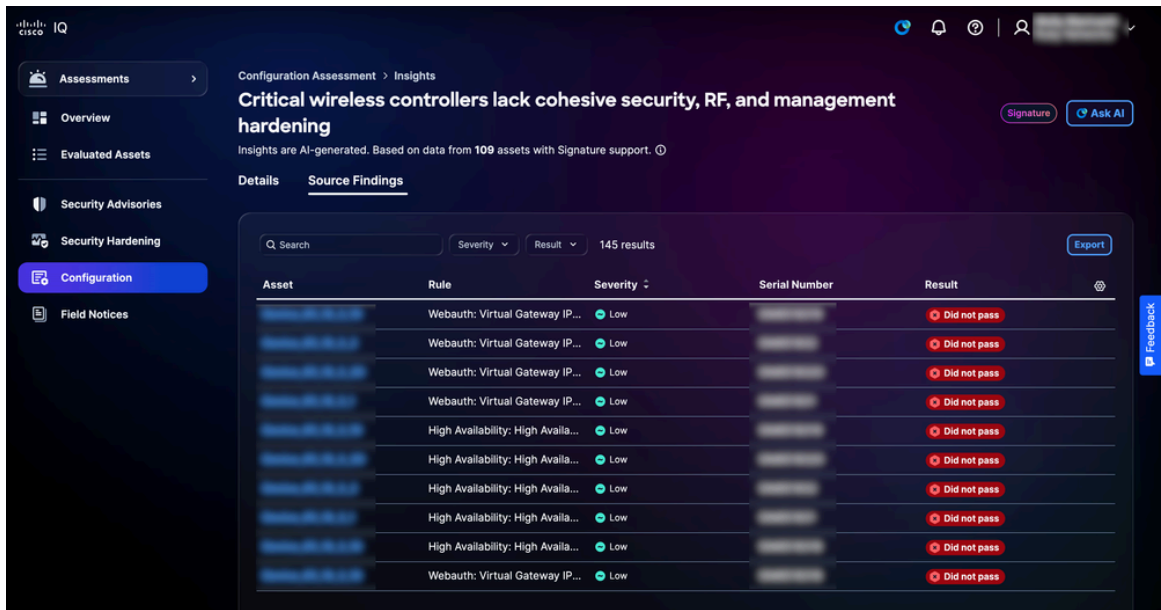 cisco IQ
Assessments
Overview
Evaluated Assets
Security Advisories
Security Hardening
Configuration
Field Notices
Configuration Assessment > Insights
Critical wireless controllers lack cohesive security, RF, and management
hardening
Signature
Ask AI
Insights are AI-generated. Based on data from 109 assets with Signature support.
Details Source Findings
Search Severity Result 145 results Export
Asset Rule Severity Serial Number Result
Webauth: Virtual Gateway IP... Low Did not pass
Webauth: Virtual Gateway IP... Low Did not pass
Webauth: Virtual Gateway IP... Low Did not pass
Webauth: Virtual Gateway IP... Low Did not pass
High Availability: High Availa... Low Did not pass
High Availability: High Availa... Low Did not pass
High Availability: High Availa... Low Did not pass
High Availability: High Availa... Low Did not pass
High Availability: High Availa... Low Did not pass
Webauth: Virtual Gateway IP... Low Did not pass
Feedback